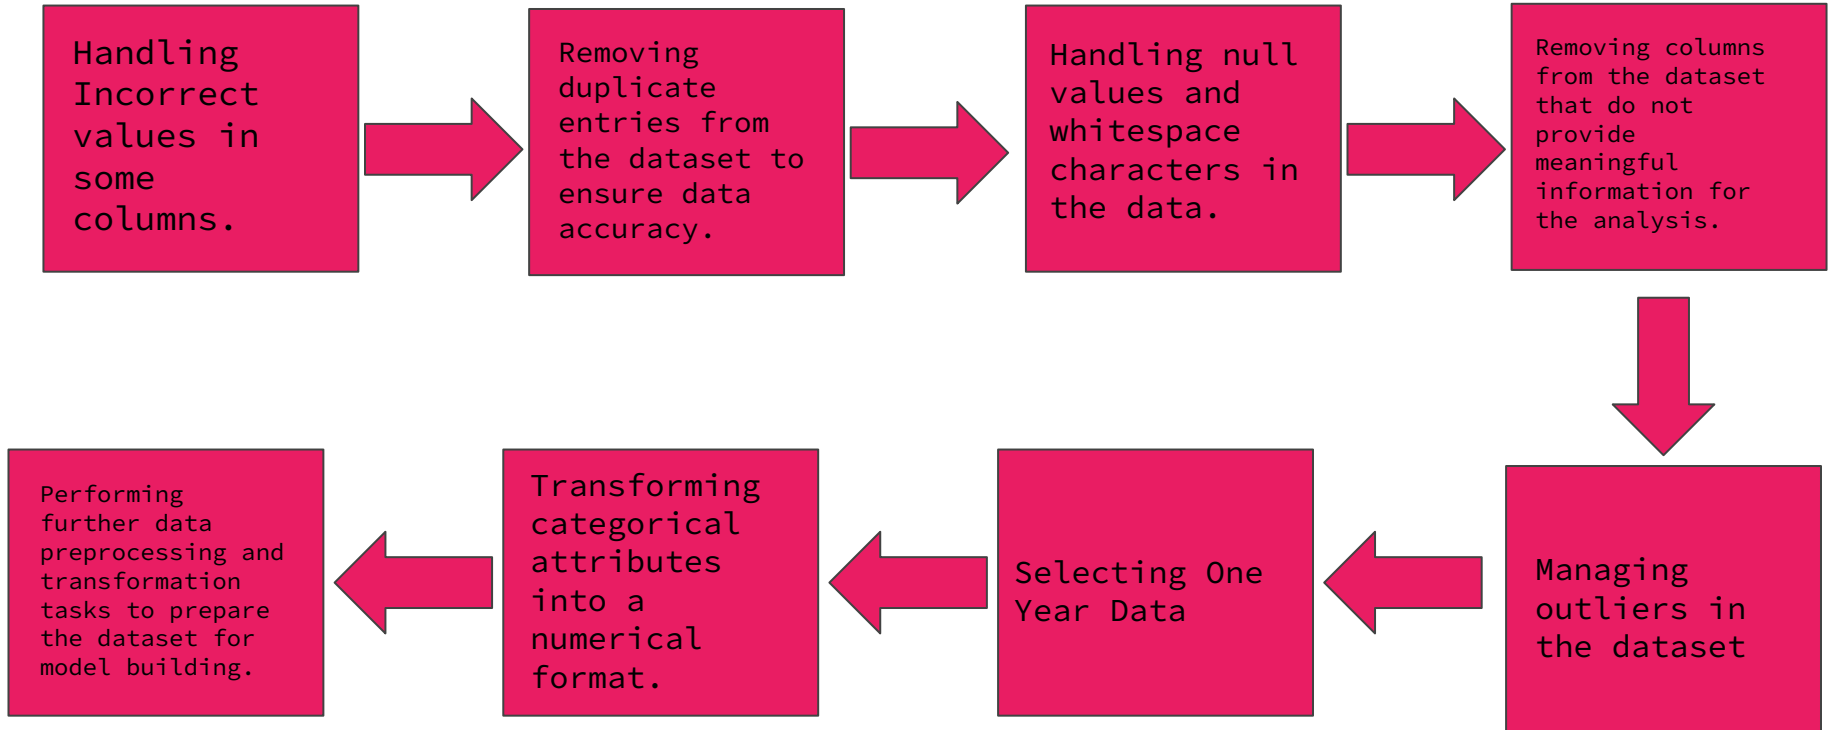 Handling
Incorrect
values in
some
columns.
Removing
duplicate
entries from
the dataset to
ensure data
accuracy.
Handling null
values and
whitespace
characters in
the data.
Removing columns
from the dataset
that do not
provide
meaningful
information for
the analysis.
Managing
outliers in
the dataset
Selecting One
Year Data
Transforming
categorical
attributes
into a
numerical
format.
Performing
further data
preprocessing and
transformation
tasks to prepare
the dataset for
model building.